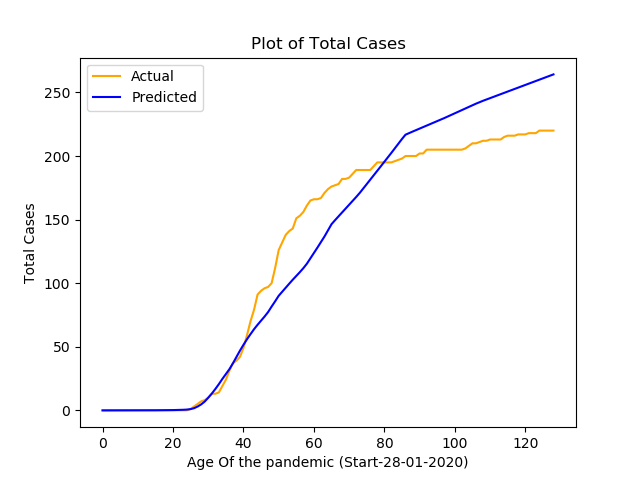 Plot of Total Cases
Actual
Predicted
250
200
150
100
50
0
Total Cases
0 20 40 60 80 100 120
Age Of the pandemic (Start-28-01-2020)